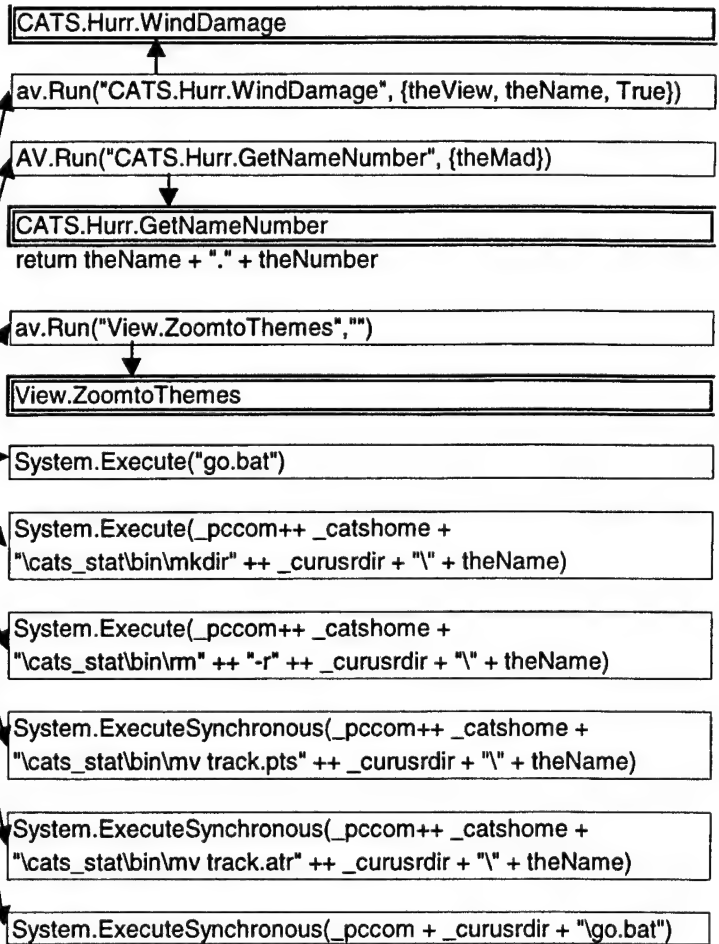 CATS.Hurr.WindDamage
av.Run("CATS.Hurr.WindDamage", {theView, theName, True})
AV.Run("CATS.Hurr.GetNameNumber", {theMad})
CATS.Hurr.GetNameNumber
return theName + "." + theNumber
av.Run("View.ZoomtoThemes","")
View.ZoomtoThemes
System.Execute("go.bat")
System.Execute(_pccom++ _catshome +
"\cats_stat\bin\mkdir" ++ _curusrdir + "\" + theName)
System.Execute(_pccom++ _catshome +
"\cats_stat\bin\rm" ++ "-r" ++ _curusrdir + "\" + theName)
System.ExecuteSynchronous(_pccom++ _catshome +
"\cats_stat\bin\mv track.pts" ++ _curusrdir + "\" + theName)
System.ExecuteSynchronous(_pccom++ _catshome +
"\cats_stat\bin\mv track.atr" ++ _curusrdir + "\" + theName)
System.ExecuteSynchronous(_pccom + _curusrdir + "\go.bat")